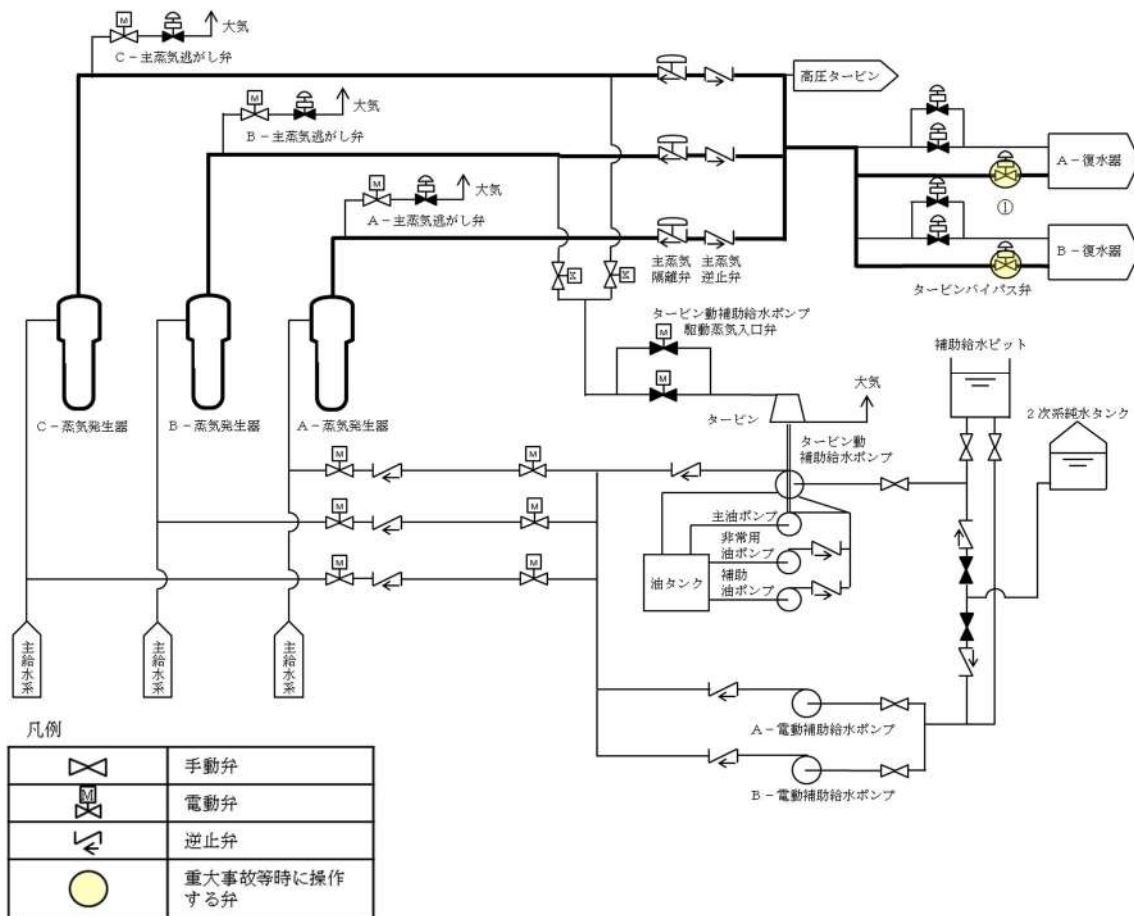 M
大気
C－主蒸気逃がし弁
M
大気
B－主蒸気逃がし弁
M
大気
A－主蒸気逃がし弁
高圧タービン
A－復水器
①
B－復水器
タービンバイパス弁
主蒸気
隔離弁
主蒸気
逆止弁
M
M
タービン動補助給水ポンプ
駆動蒸気入口弁
M
M
タービン
大気
補助給水ピット
2次系純水タンク
C－蒸気発生器
B－蒸気発生器
A－蒸気発生器
タービン動
補助給水ポンプ
M
M
M
M
M
M
主油ポンプ
非常用
油ポンプ
補助
油ポンプ
油タンク
主給水系
主給水系
主給水系
A－電動補助給水ポンプ
B－電動補助給水ポンプ
凡例
手動弁
M
電動弁
逆止弁
重大事故等時に操作
する弁